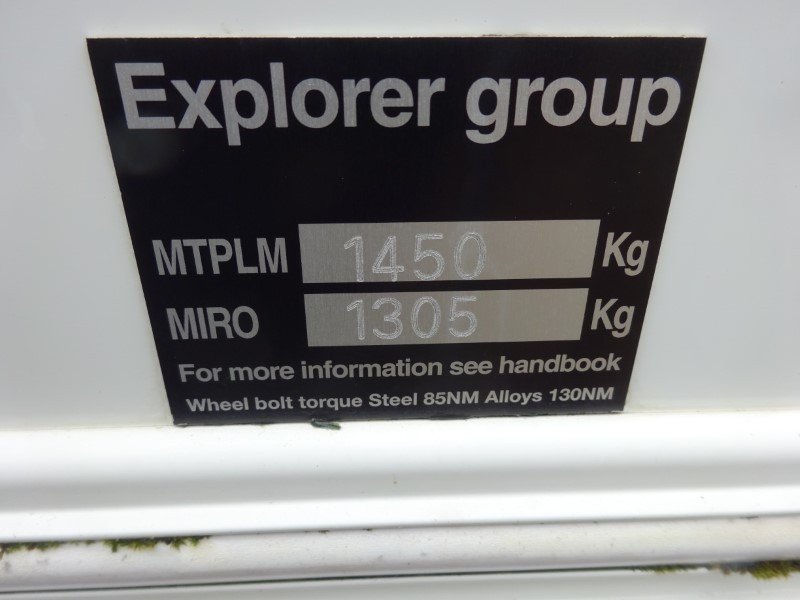 Explorer group
MTPLM 1450 Kg
MIRO 1305 Kg
For more information see handbook
Wheel bolt torque Steel 85NM Alloys 130NM